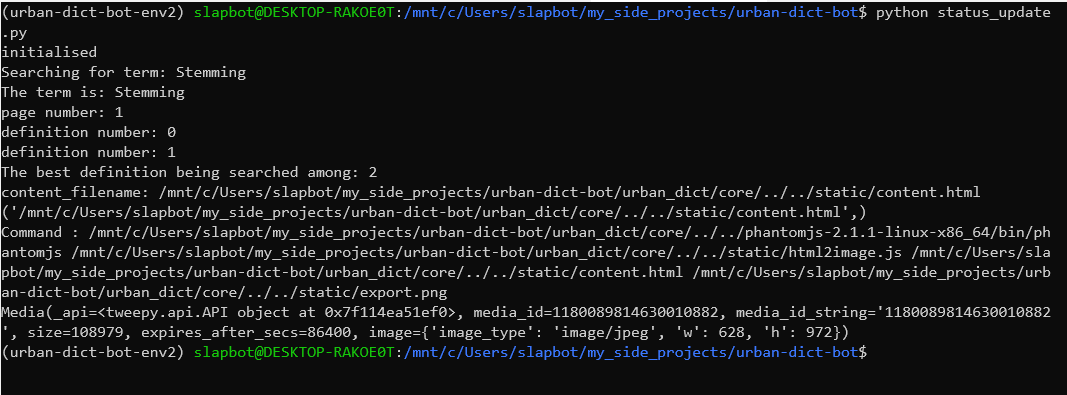 (urban-dict-bot-env2) slapbot@DESKTOP-RAKOE0T:/mnt/c/Users/slapbot/my_side_projects/urban-dict-bot$ python status_update
.py
initialised
Searching for term: Stemming
The term is: Stemming
page number: 1
definition number: 0
definition number: 1
The best definition being searched among: 2
content_filename: /mnt/c/Users/slapbot/my_side_projects/urban-dict-bot/urban_dict/core/../../static/content.html
('/mnt/c/Users/slapbot/my_side_projects/urban-dict-bot/urban_dict/core/../../static/content.html',)
Command : /mnt/c/Users/slapbot/my_side_projects/urban-dict-bot/urban_dict/core/../../phantomjs-2.1.1-linux-x86_64/bin/ph
antomjs /mnt/c/Users/slapbot/my_side_projects/urban-dict-bot/urban_dict/core/../../static/html2image.js /mnt/c/Users/sla
pbot/my_side_projects/urban-dict-bot/urban_dict/core/../../static/content.html /mnt/c/Users/slapbot/my_side_projects/urb
an-dict-bot/urban_dict/core/../../static/export.png
Media(_api=<tweepy.api.API object at 0x7f114ea51ef0>, media_id=1180089814630010882, media_id_string='1180089814630010882
', size=108979, expires_after_secs=86400, image={'image_type': 'image/jpeg', 'w': 628, 'h': 972})
(urban-dict-bot-env2) slapbot@DESKTOP-RAKOE0T:/mnt/c/Users/slapbot/my_side_projects/urban-dict-bot$